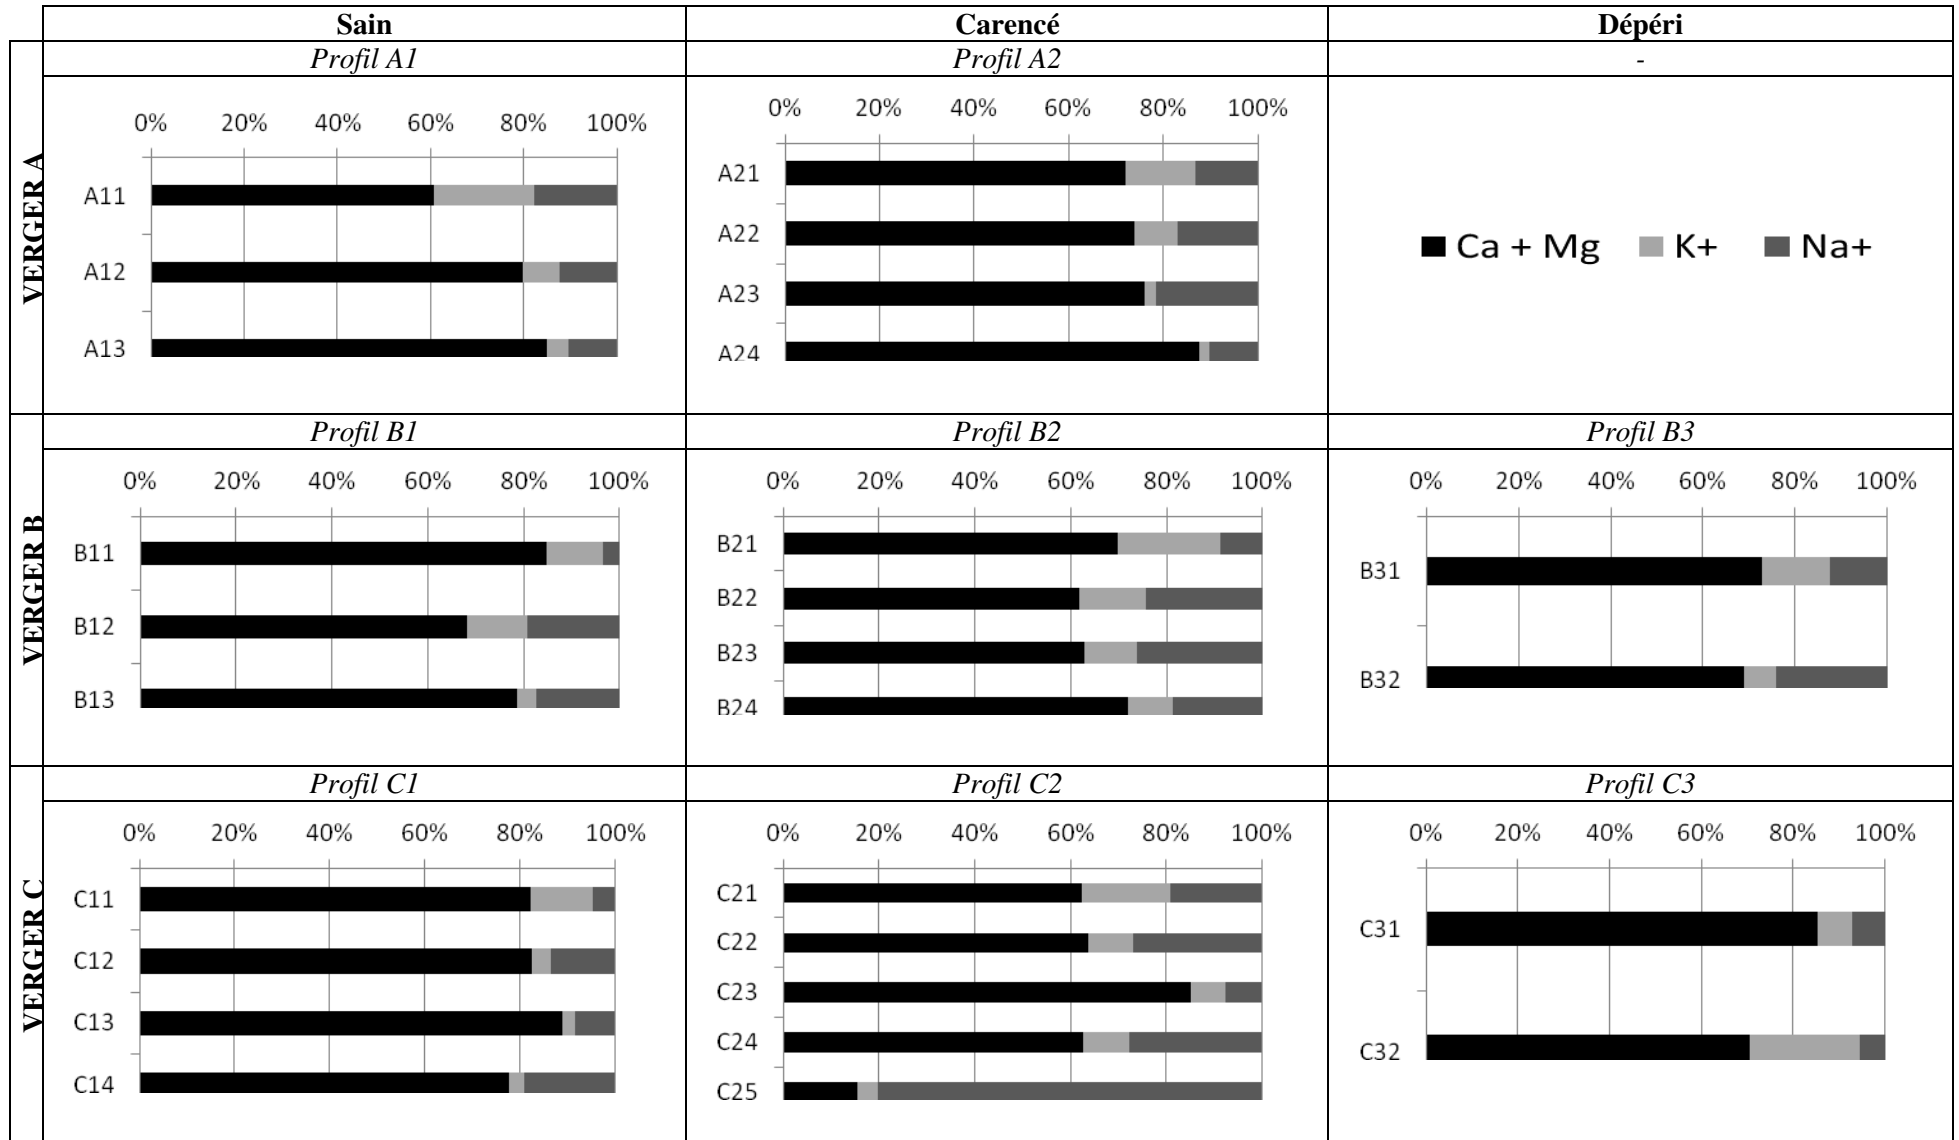 Sain Carencé Dépéri
VERGER A
Profil A1 Profil A2 -
0% 20% 40% 60% 80% 100%
A11
A12
A13
0% 20% 40% 60% 80% 100%
A21
A22
A23
A24
Ca + Mg K+ Na+
VERGER B
Profil B1 Profil B2 Profil B3
0% 20% 40% 60% 80% 100%
B11
B12
B13
0% 20% 40% 60% 80% 100%
B21
B22
B23
B24
0% 20% 40% 60% 80% 100%
B31
B32
VERGER C
Profil C1 Profil C2 Profil C3
0% 20% 40% 60% 80% 100%
C11
C12
C13
C14
0% 20% 40% 60% 80% 100%
C21
C22
C23
C24
C25
0% 20% 40% 60% 80% 100%
C31
C32